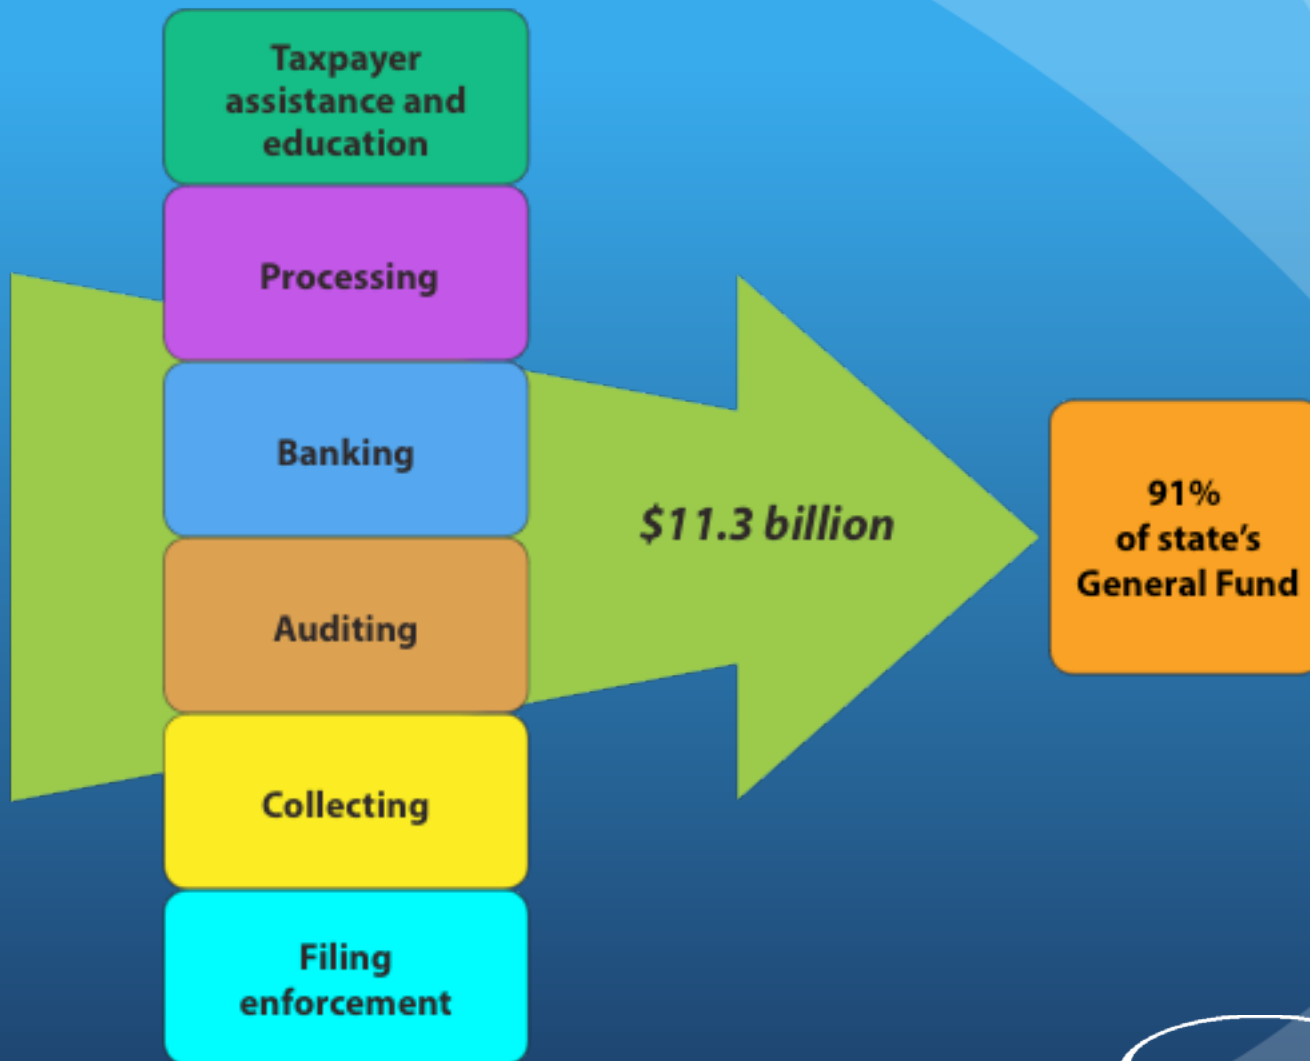 Taxpayer
assistance and
education
Processing
Banking
Auditing
Collecting
Filing
enforcement
$11.3 billion
91%
of state's
General Fund